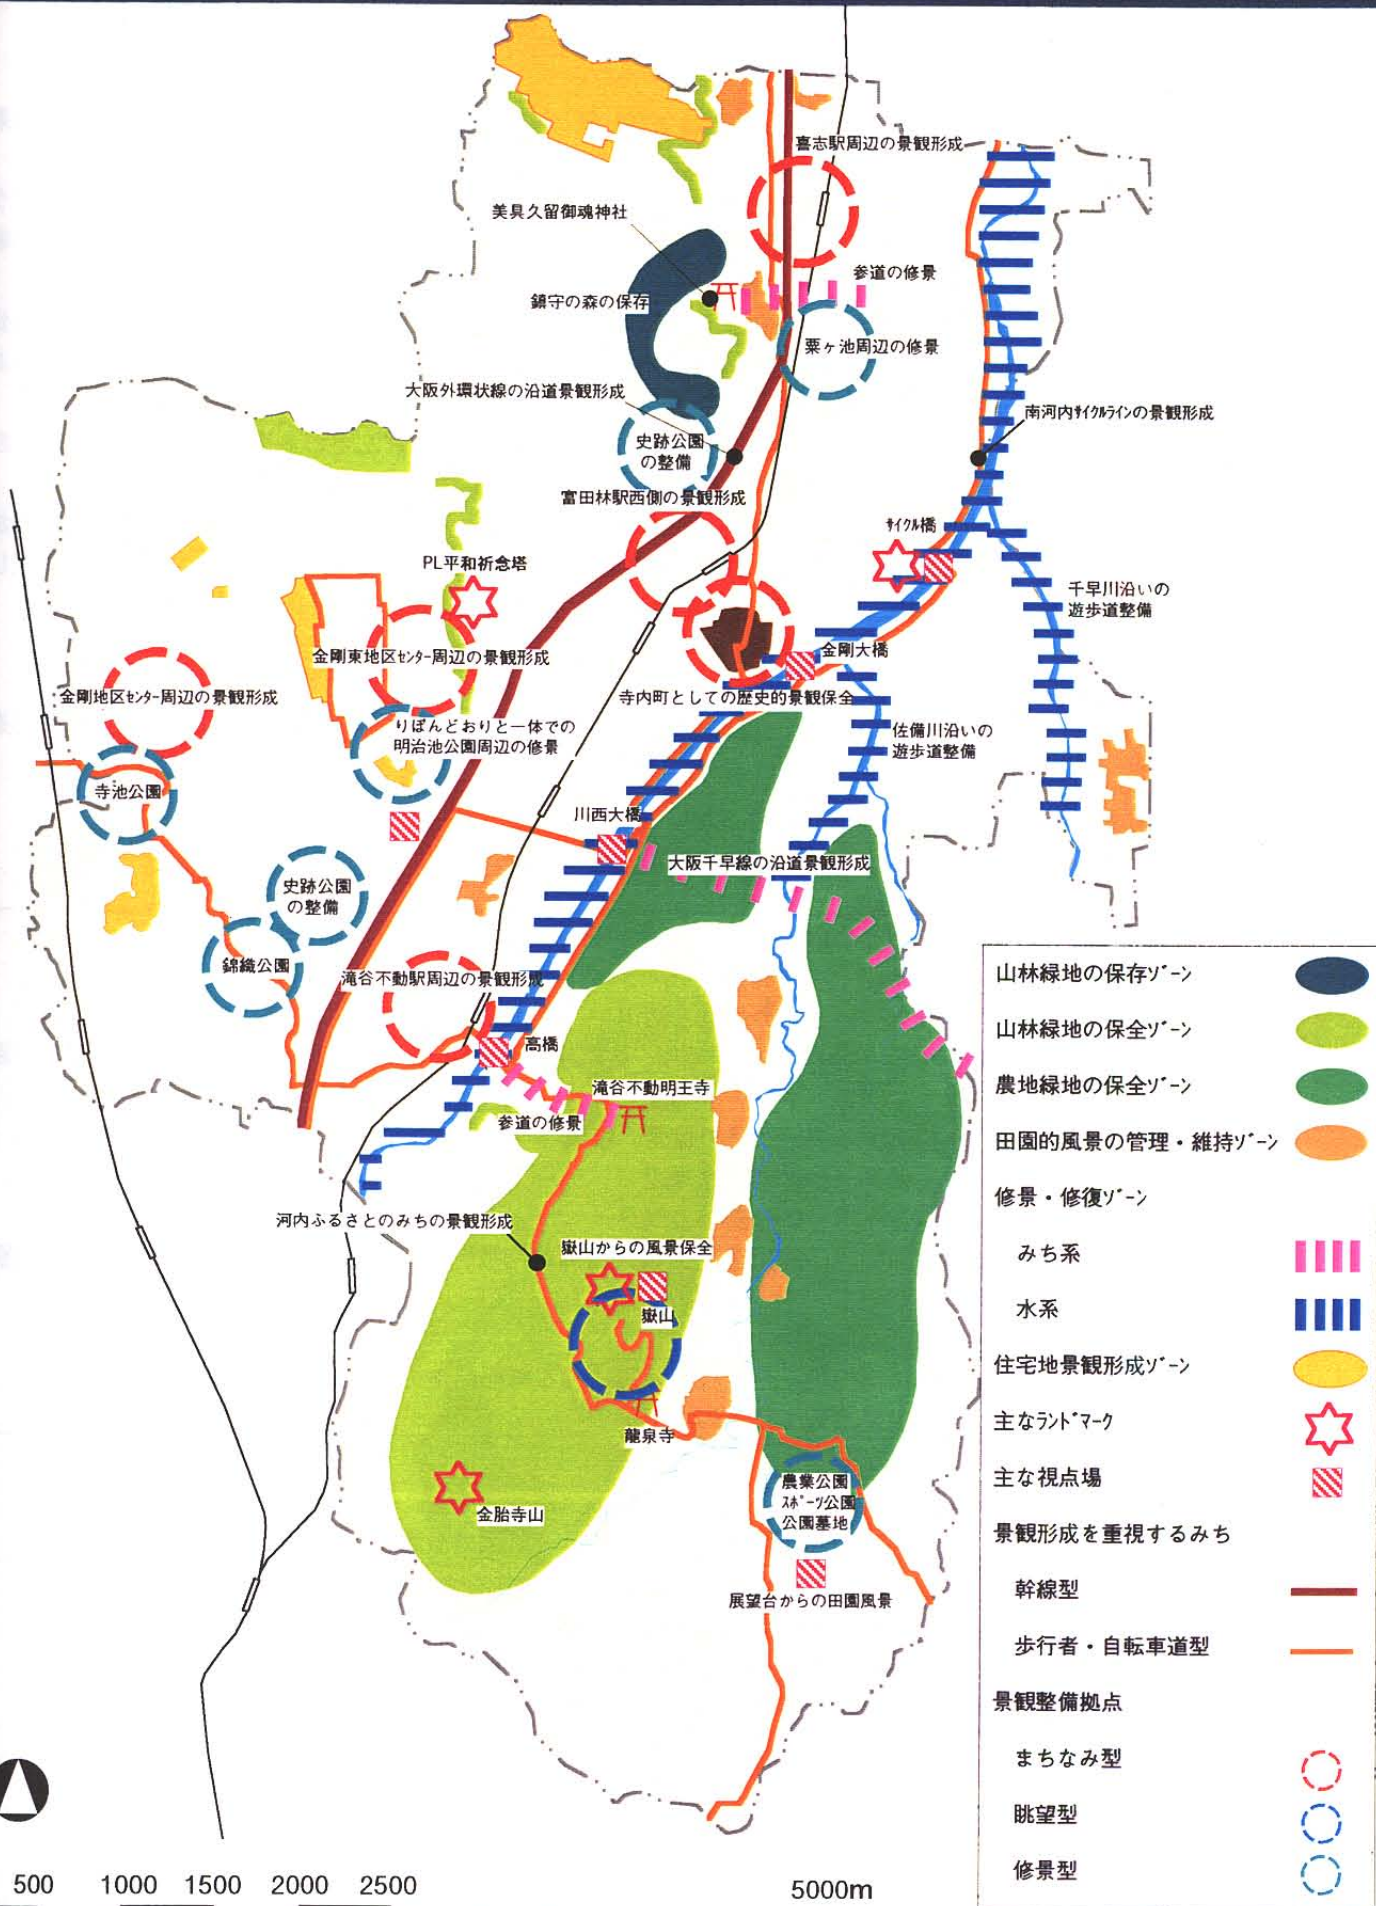 喜志駅周辺の景観形成
美具久留御魂神社
参道の修景
鎮守の森の保存
粟ヶ池周辺の修景
大阪外環状線の沿道景観形成
南河内ｻｲｸﾙﾗｲﾝの景観形成
史跡公園
の整備
富田林駅西側の景観形成
ｻｲｸﾙ橋
PL平和祈念塔
千早川沿いの
遊歩道整備
金剛東地区ｾﾝﾀｰ周辺の景観形成
金剛大橋
金剛地区ｾﾝﾀｰ周辺の景観形成
寺内町としての歴史的景観保全
りぼんどおりと一体での
明治池公園周辺の修景
佐備川沿いの
遊歩道整備
寺池公園
川西大橋
大阪千早線の沿道景観形成
史跡公園
の整備
錦織公園
滝谷不動駅周辺の景観形成
高橋
滝谷不動明王寺
参道の修景
河内ふるさとのみちの景観形成
嶽山からの風景保全
嶽山
龍泉寺
金胎寺山
農業公園
ｽﾎﾟｰﾂ公園
公園墓地
展望台からの田園風景
山林緑地の保存ｿﾞｰﾝ
山林緑地の保全ｿﾞｰﾝ
農地緑地の保全ｿﾞｰﾝ
田園的風景の管理・維持ｿﾞｰﾝ
修景・修復ｿﾞｰﾝ
みち系
水系
住宅地景観形成ｿﾞｰﾝ
主なﾗﾝﾄﾞﾏｰｸ
主な視点場
景観形成を重視するみち
幹線型
歩行者・自転車道型
景観整備拠点
まちなみ型
眺望型
修景型
500 1000 1500 2000 2500 5000m